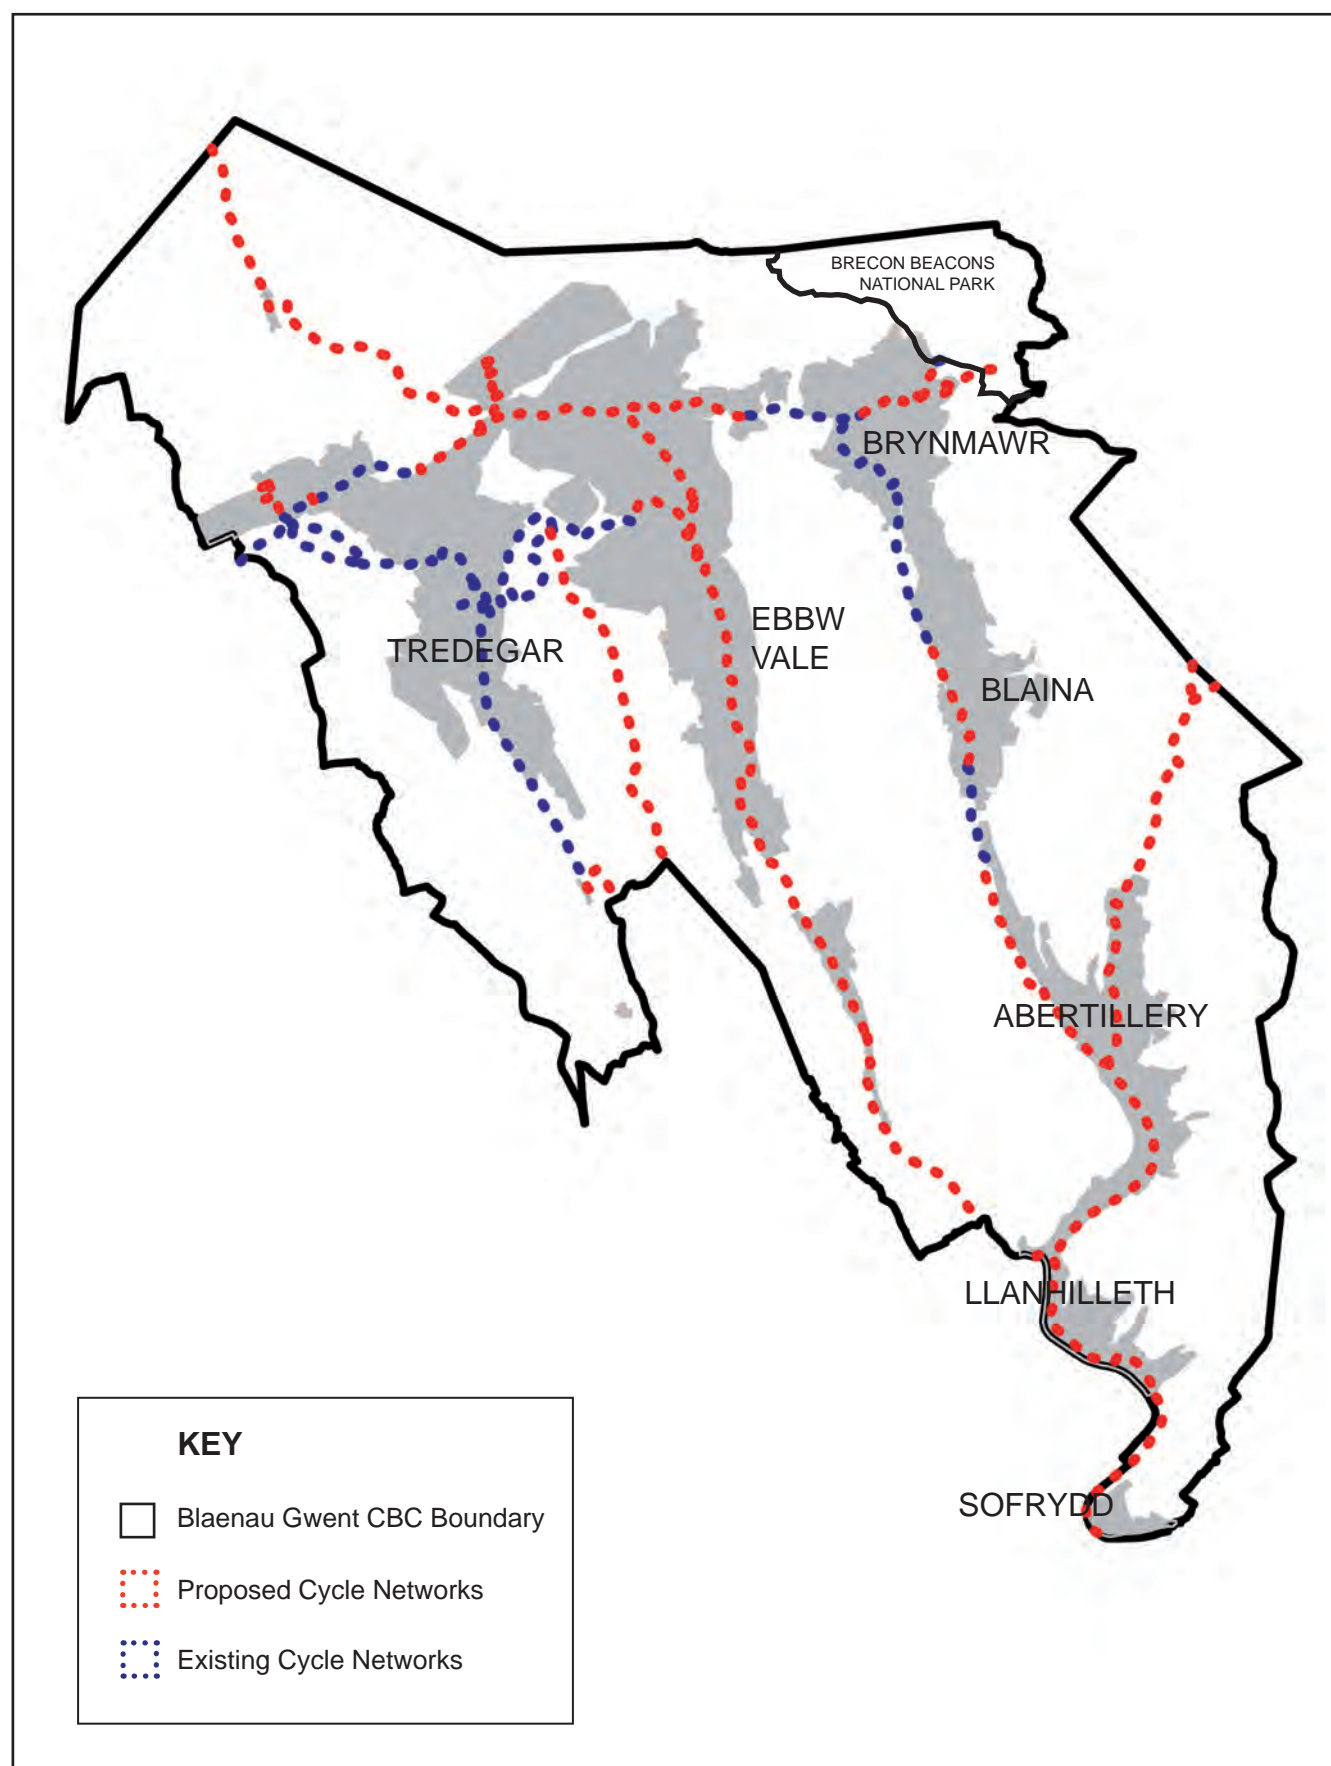 BRECON BEACONS
NATIONAL PARK
BRYNMAWR
EBBW
VALE
TREDEGAR
BLAINA
ABERTILLERY
LLANHILLETH
SOFRYDD
KEY
Blaenau Gwent CBC Boundary
Proposed Cycle Networks
Existing Cycle Networks